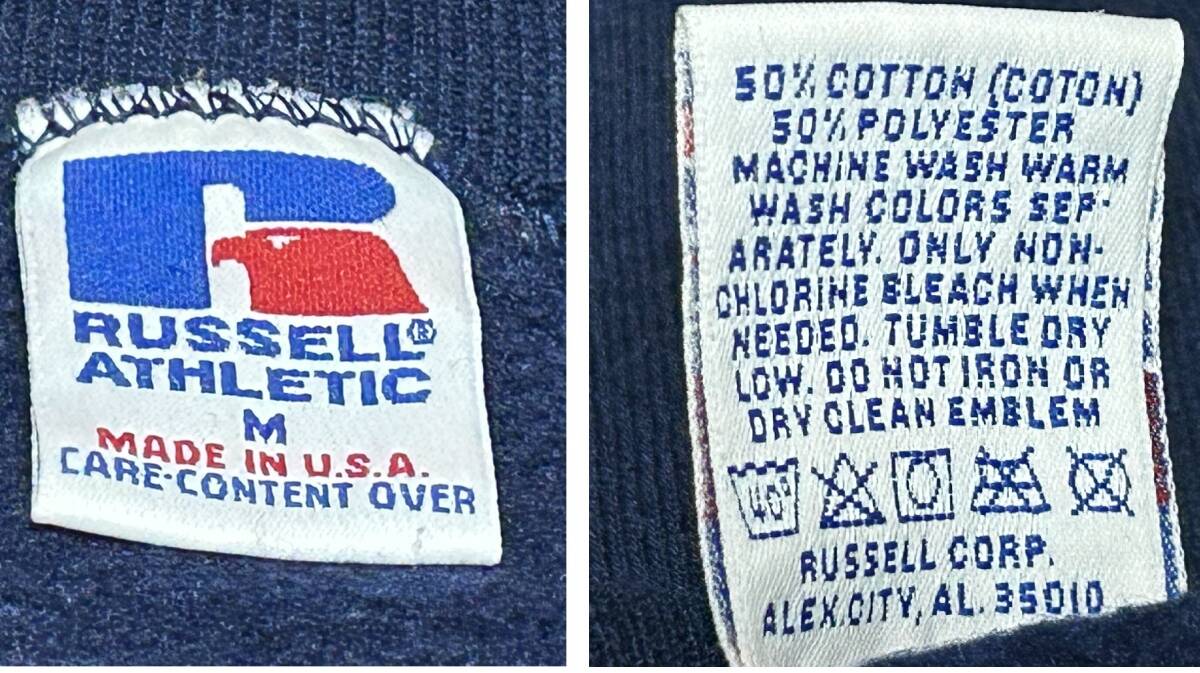 RUSSELL®
ATHLETIC
M
MADE IN U.S.A.
CARE-CONTENT OVER
50% COTTON (COTON)
50% POLYESTER
MACHINE WASH WARM
WASH COLORS SEP-
ARATELY. ONLY NON-
CHLORINE BLEACH WHEN
NEEDED. TUMBLE DRY
LOW. DO NOT IRON OR
DRY CLEAN EMBLEM
40°
RUSSELL CORP.
ALEX.CITY, AL. 35010